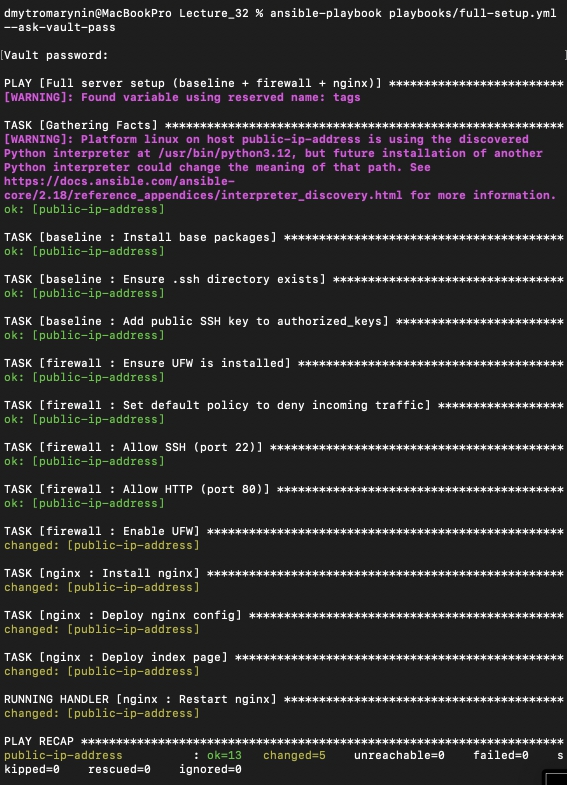 dmytromarynin@MacBookPro Lecture_32 % ansible-playbook playbooks/full-setup.yml
--ask-vault-pass
[Vault password: ]
PLAY [Full server setup (baseline + firewall + nginx)] *************************
[WARNING]: Found variable using reserved name: tags
TASK [Gathering Facts] *********************************************************
[WARNING]: Platform linux on host public-ip-address is using the discovered
Python interpreter at /usr/bin/python3.12, but future installation of another
Python interpreter could change the meaning of that path. See
https://docs.ansible.com/ansible-
core/2.18/reference_appendices/interpreter_discovery.html for more information.
ok: [public-ip-address]
TASK [baseline : Install base packages] ****************************************
ok: [public-ip-address]
TASK [baseline : Ensure .ssh directory exists] *********************************
ok: [public-ip-address]
TASK [baseline : Add public SSH key to authorized_keys] ************************
ok: [public-ip-address]
TASK [firewall : Ensure UFW is installed] **************************************
ok: [public-ip-address]
TASK [firewall : Set default policy to deny incoming traffic] ******************
ok: [public-ip-address]
TASK [firewall : Allow SSH (port 22)] ******************************************
ok: [public-ip-address]
TASK [firewall : Allow HTTP (port 80)] *****************************************
ok: [public-ip-address]
TASK [firewall : Enable UFW] ***************************************************
changed: [public-ip-address]
TASK [nginx : Install nginx] ***************************************************
changed: [public-ip-address]
TASK [nginx : Deploy nginx config] *********************************************
changed: [public-ip-address]
TASK [nginx : Deploy index page] ***********************************************
changed: [public-ip-address]
RUNNING HANDLER [nginx : Restart nginx] ****************************************
changed: [public-ip-address]
PLAY RECAP *********************************************************************
public-ip-address          : ok=13   changed=5    unreachable=0    failed=0    s
kipped=0    rescued=0    ignored=0